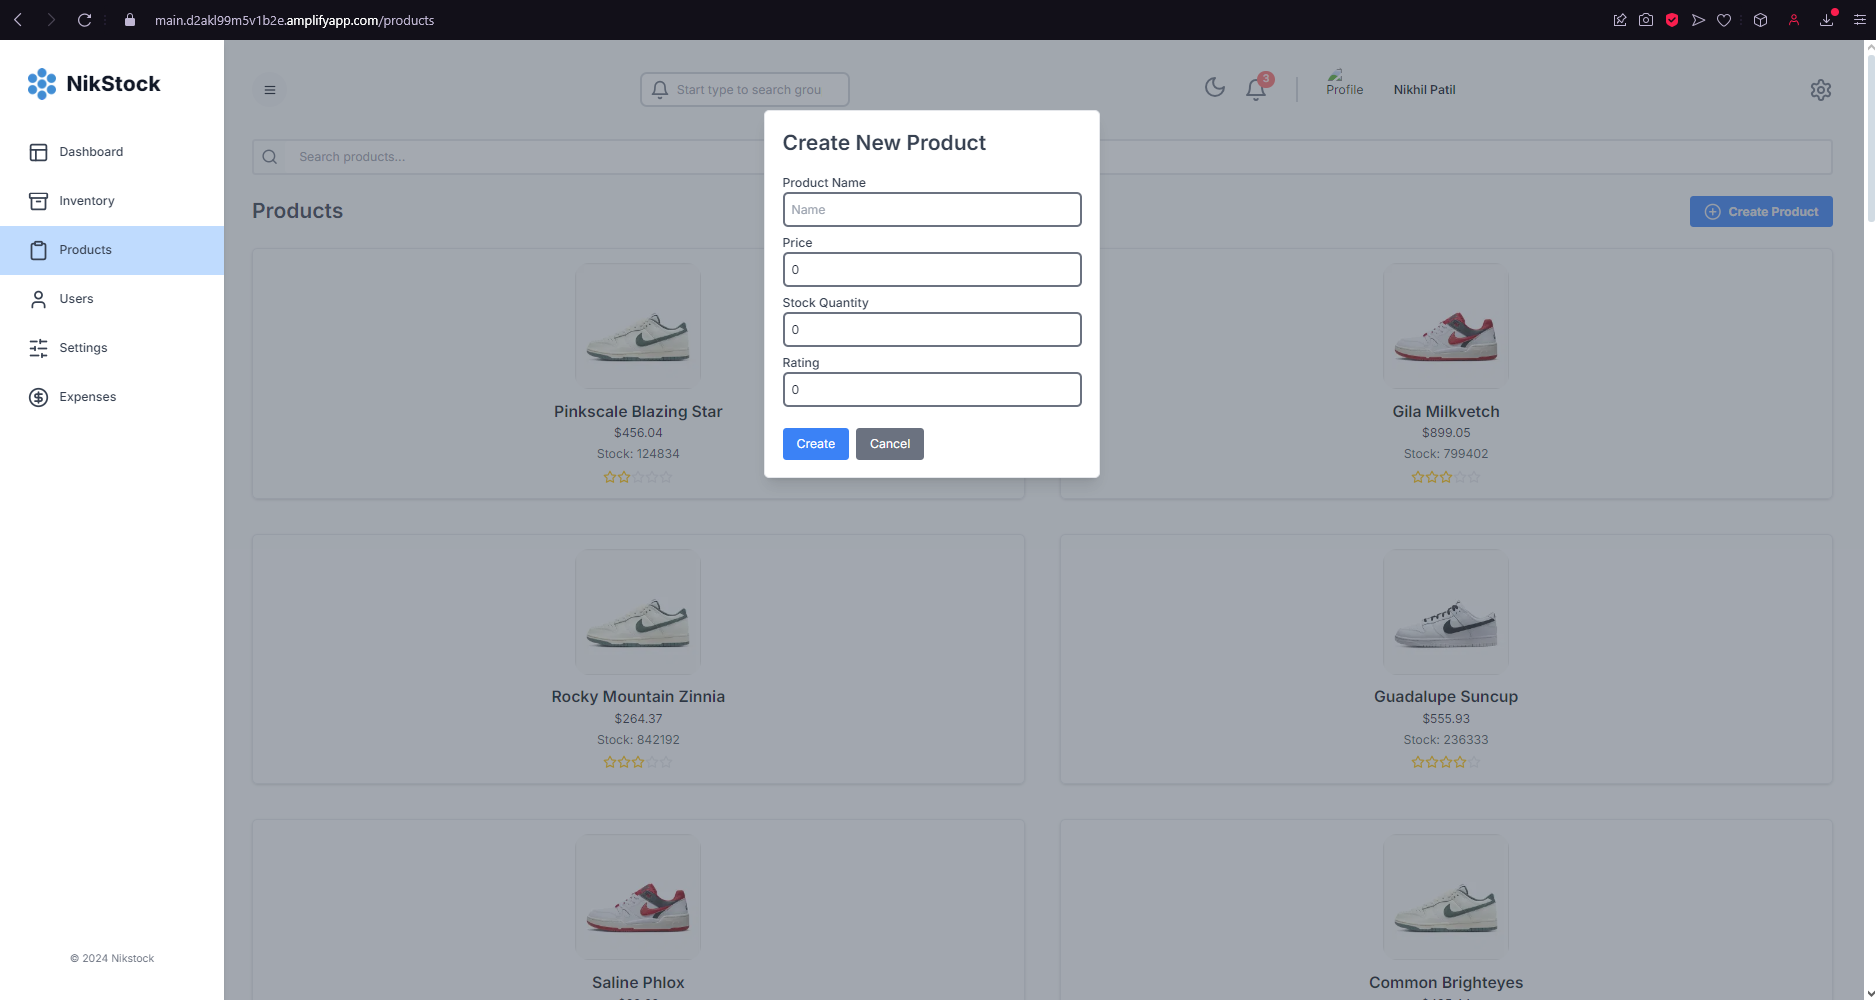 main.d2akl99m5v1b2e.amplifyapp.com/products
NikStock
Dashboard
Inventory
Products
Users
Settings
Expenses
© 2024 Nikstock
Start type to search grou
3
Profile
Nikhil Patil
Search products...
Products
Create Product
Create New Product
Product Name
Name
Price
0
Stock Quantity
0
Rating
0
Create
Cancel
Pinkscale Blazing Star
$456.04
Stock: 124834
Gila Milkvetch
$899.05
Stock: 799402
Rocky Mountain Zinnia
$264.37
Stock: 842192
Guadalupe Suncup
$555.93
Stock: 236333
Saline Phlox
Common Brighteyes